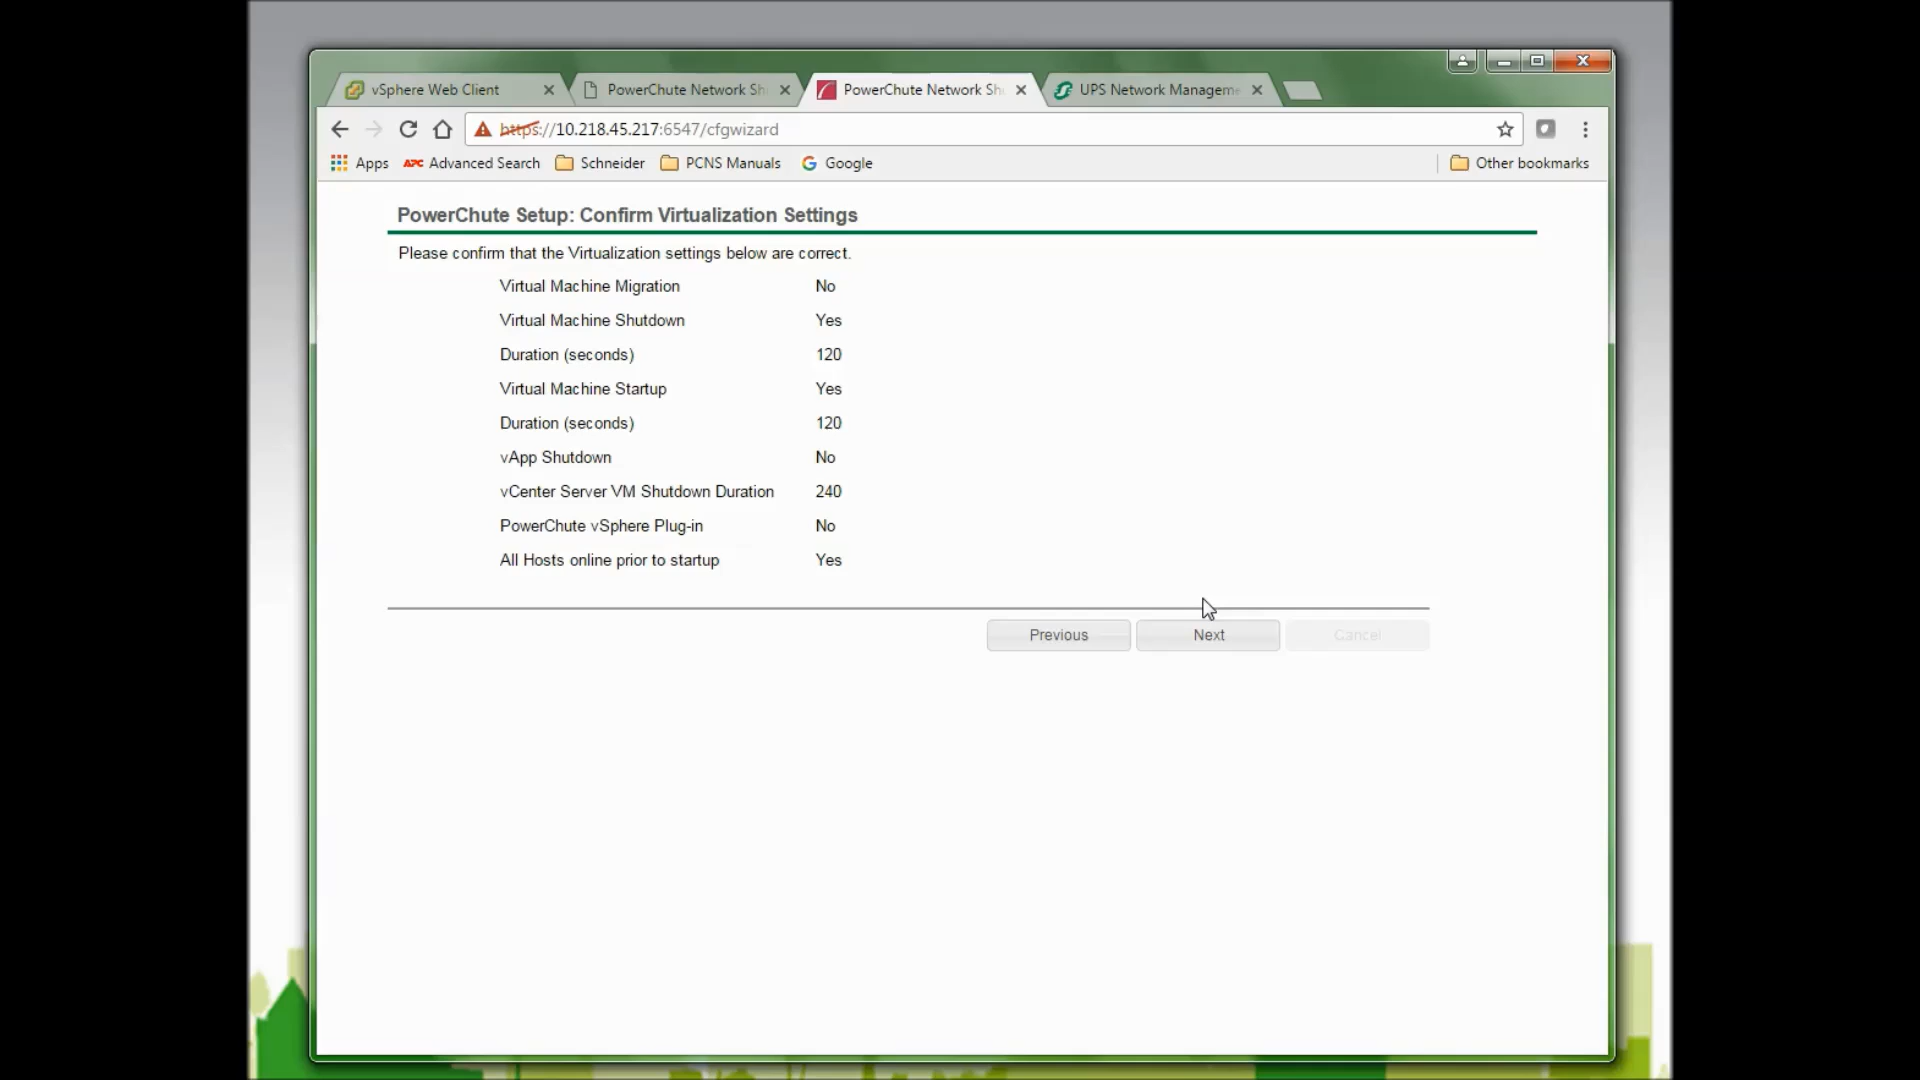 vSphere Web Client
PowerChute Network Sh
PowerChute Network Shu
UPS Network Managem
https://10.218.45.217:6547/cfgwizard
Apps
APC Advanced Search
Schneider
PCNS Manuals
G Google
Other bookmarks
PowerChute Setup: Confirm Virtualization Settings
Please confirm that the Virtualization settings below are correct.
Virtual Machine Migration No
Virtual Machine Shutdown Yes
Duration (seconds) 120
Virtual Machine Startup Yes
Duration (seconds) 120
vApp Shutdown No
vCenter Server VM Shutdown Duration 240
PowerChute vSphere Plug-in No
All Hosts online prior to startup Yes
Previous
Next
Cancel